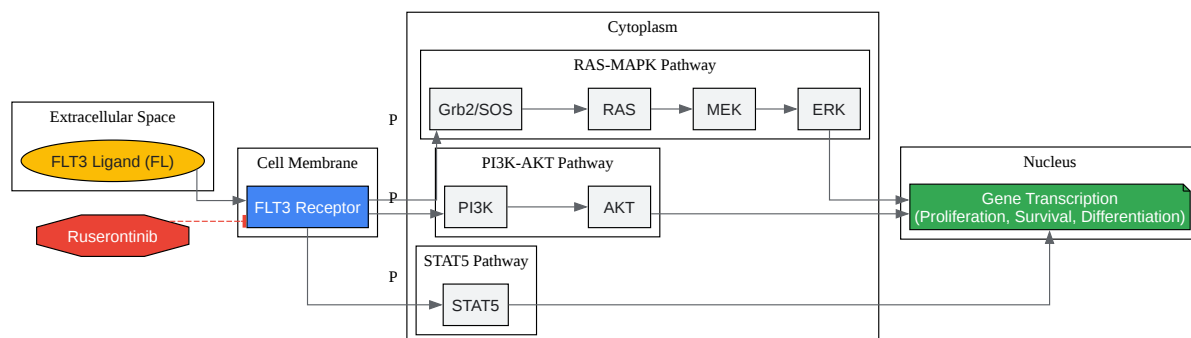 Cytoplasm
RAS-MAPK Pathway
Grb2/SOS
RAS
MEK
ERK
Extracellular Space
FLT3 Ligand (FL)
P
Cell Membrane
FLT3 Receptor
P
PI3K-AKT Pathway
PI3K
AKT
Nucleus
Gene Transcription
(Proliferation, Survival, Differentiation)
Ruserontinib
P
STAT5 Pathway
STAT5